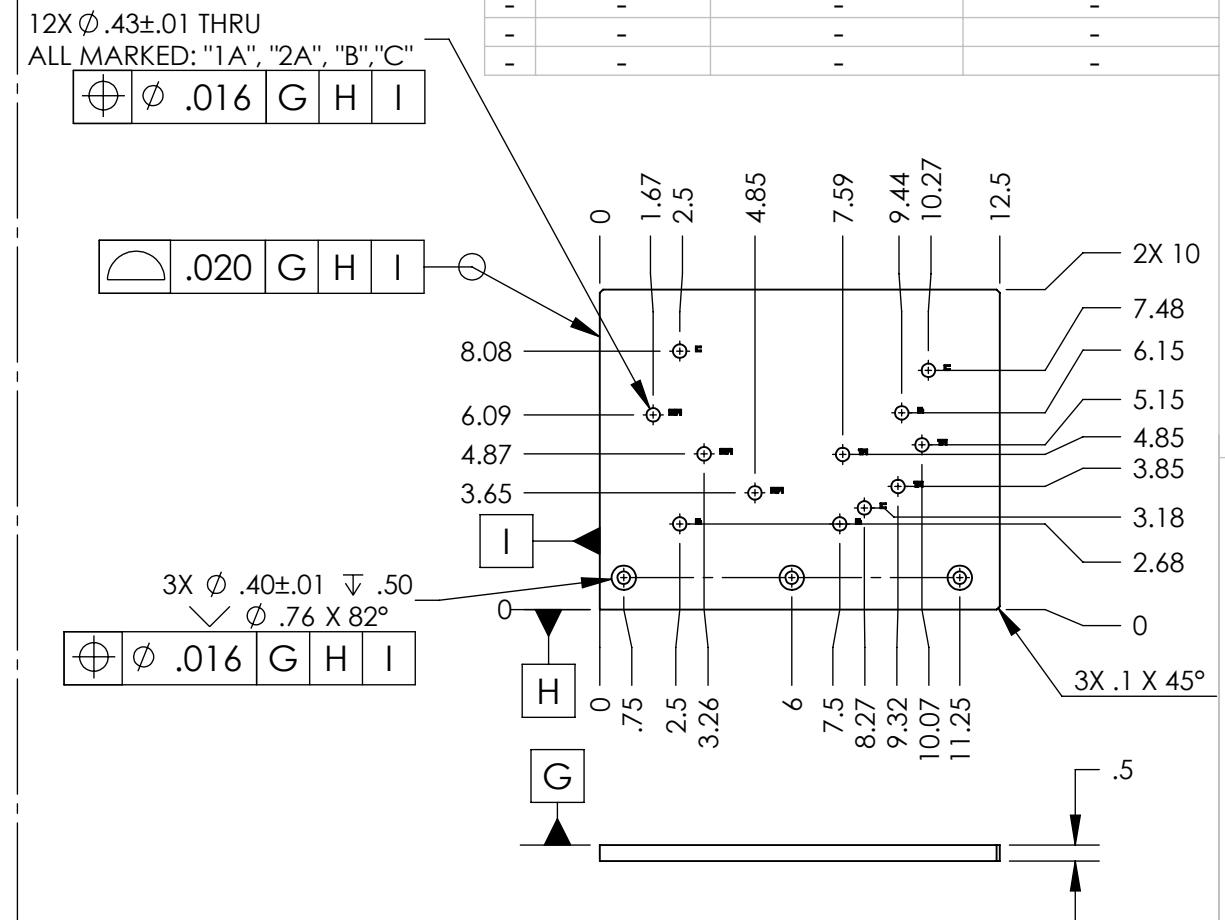 - - - -
- - - -
- - - -
12X ⌀ .43±.01 THRU
ALL MARKED: "1A", "2A", "B","C"
⌖ ⌀ .016 G H I
⌓ .020 G H I
0 1.67 2.5 4.85 7.59 9.44 10.27 12.5
2X 10
7.48
6.15
5.15
4.85
3.85
3.18
2.68
0
8.08
6.09
4.87
3.65
I
3X ⌀ .40±.01 ↧ .50
⌵ ⌀ .76 X 82°
⌖ ⌀ .016 G H I
0
H
3X .1 X 45°
0 .75 2.5 3.26 6 7.5 8.27 9.32 10.07 11.25
G
.5